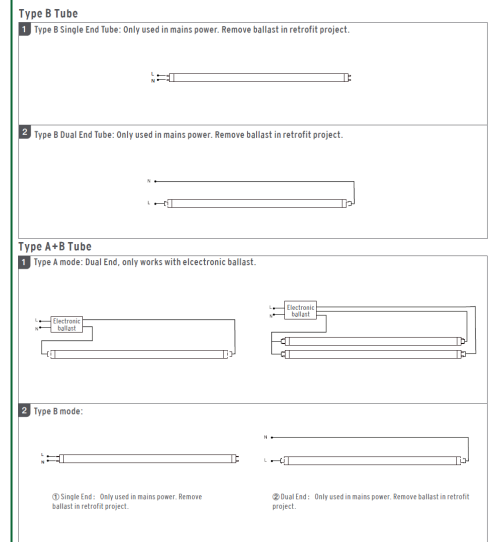 Type B Tube
1 Type B Single End Tube: Only used in mains power. Remove ballast in retrofit project.
L
N
2 Type B Dual End Tube: Only used in mains power. Remove ballast in retrofit project.
N
L
Type A+B Tube
1 Type A mode: Dual End, only works with elcectronic ballast.
L
N
Electronic
ballast
L
N
Electronic
ballast
2 Type B mode:
L
N
N
L
① Single End： Only used in mains power. Remove
ballast in retrofit project.
② Dual End： Only used in mains power. Remove ballast in retrofit
project.